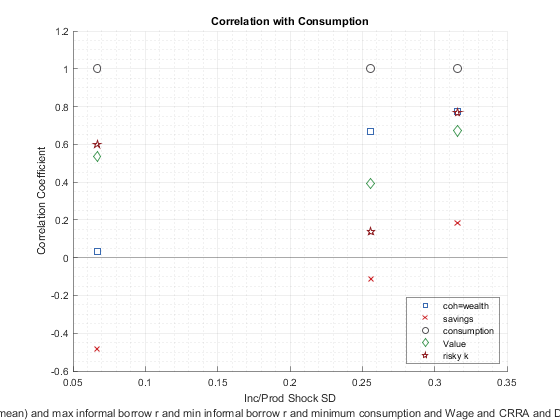 Correlation with Consumption
1.2
1
0.8
0.6
0.4
0.2
0
-0.2
-0.4
-0.6
Correlation Coefficient
coh=wealth
savings
consumption
Value
risky k
0.05 0.1 0.15 0.2 0.25 0.3 0.35
Inc/Prod Shock SD
mean) and max informal borrow r and min informal borrow r and minimum consumption and Wage and CRRA and